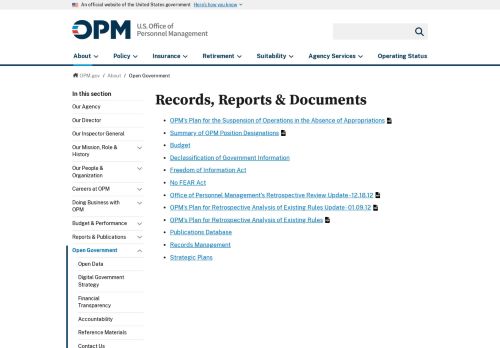 An official website of the United States government Here's how you know
OPM U.S. Office of
Personnel Management
About Policy Insurance Retirement Suitability Agency Services Operating Status
OPM.gov / About / Open Government
In this section
Our Agency
Our Director
Our Inspector General
Our Mission, Role &
History
Our People &
Organization
Careers at OPM
Doing Business with
OPM
Budget & Performance
Reports & Publications
Open Government
Open Data
Digital Government
Strategy
Financial
Transparency
Accountability
Reference Materials
Contact Us
Records, Reports & Documents
OPM's Plan for the Suspension of Operations in the Absence of Appropriations
Summary of OPM Position Designations
Budget
Declassification of Government Information
Freedom of Information Act
No FEAR Act
Office of Personnel Management's Retrospective Review Update -12.18.12
OPM's Plan for Retrospective Analysis of Existing Rules Update- 01.09.12
OPM's Plan for Retrospective Analysis of Existing Rules
Publications Database
Records Management
Strategic Plans